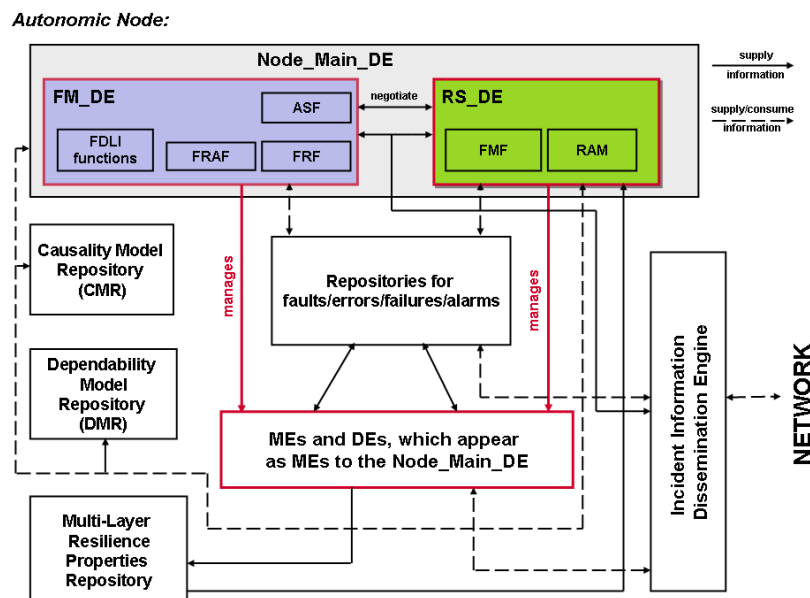 Autonomic Node:
Node_Main_DE
supply
information
FM_DE
ASF
negotiate
RS_DE
supply/consume
information
FDLI
functions
FRAF
FRF
FMF
RAM
Causality Model
Repository
(CMR)
manages
Repositories for
faults/errors/failures/alarms
manages
Dependability
Model
Repository
(DMR)
MEs and DEs, which appear
as MEs to the Node_Main_DE
Incident Information
Dissemination Engine
NETWORK
Multi-Layer
Resilience
Properties
Repository